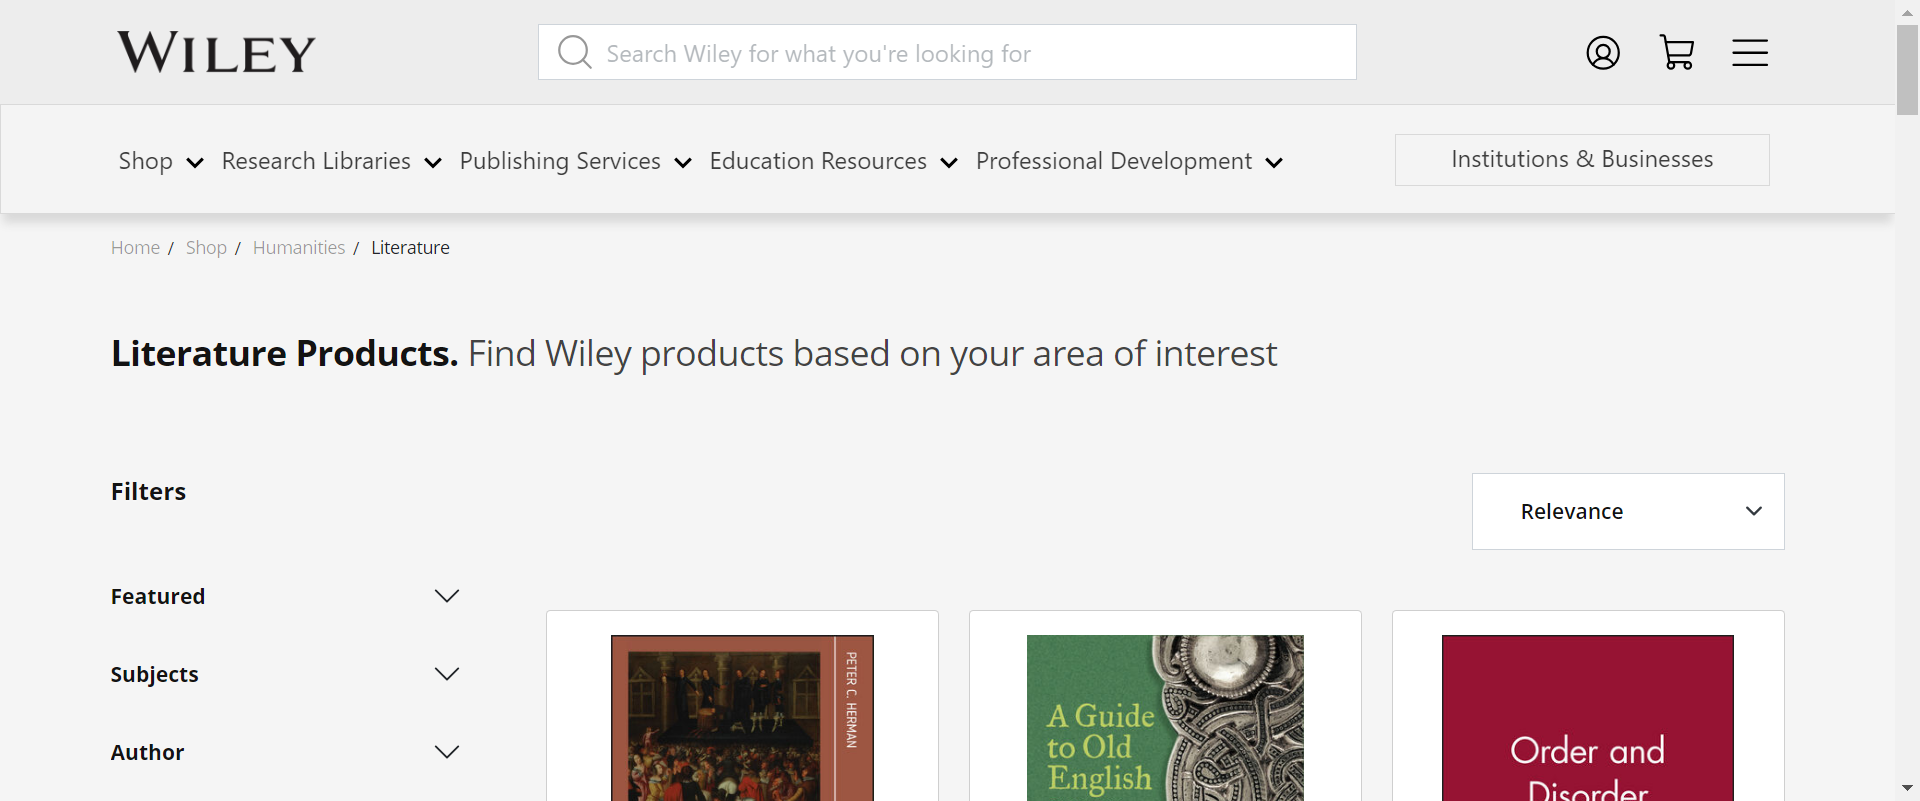 WILEY
Search Wiley for what you're looking for
Shop
Research Libraries
Publishing Services
Education Resources
Professional Development
Institutions & Businesses
Home / Shop / Humanities / Literature
Literature Products. Find Wiley products based on your area of interest
Filters
Relevance
Featured
Subjects
Author
PETER C. HERMAN
A Guide
to Old
English
Order and
Disorder